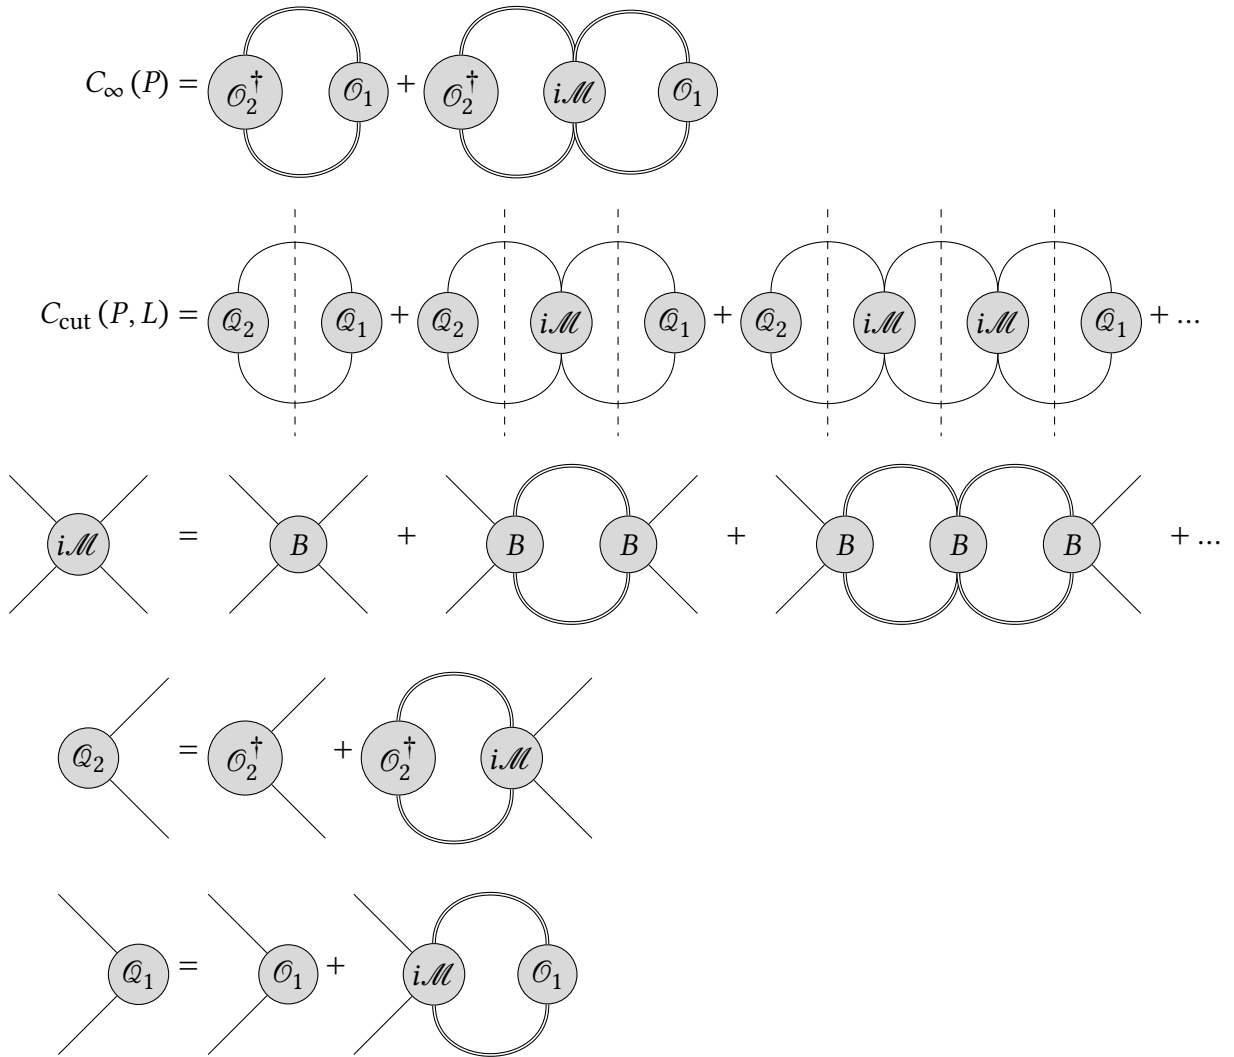 C∞ (P) = 𝒪₂† 𝒪₁ + 𝒪₂† iℳ 𝒪₁
C_cut (P, L) = 𝒬₂ 𝒬₁ + 𝒬₂ iℳ 𝒬₁ + 𝒬₂ iℳ iℳ 𝒬₁ + ...
iℳ = B + B B + B B B + ...
𝒬₂ = 𝒪₂† + 𝒪₂† iℳ
𝒬₁ = 𝒪₁ + iℳ 𝒪₁